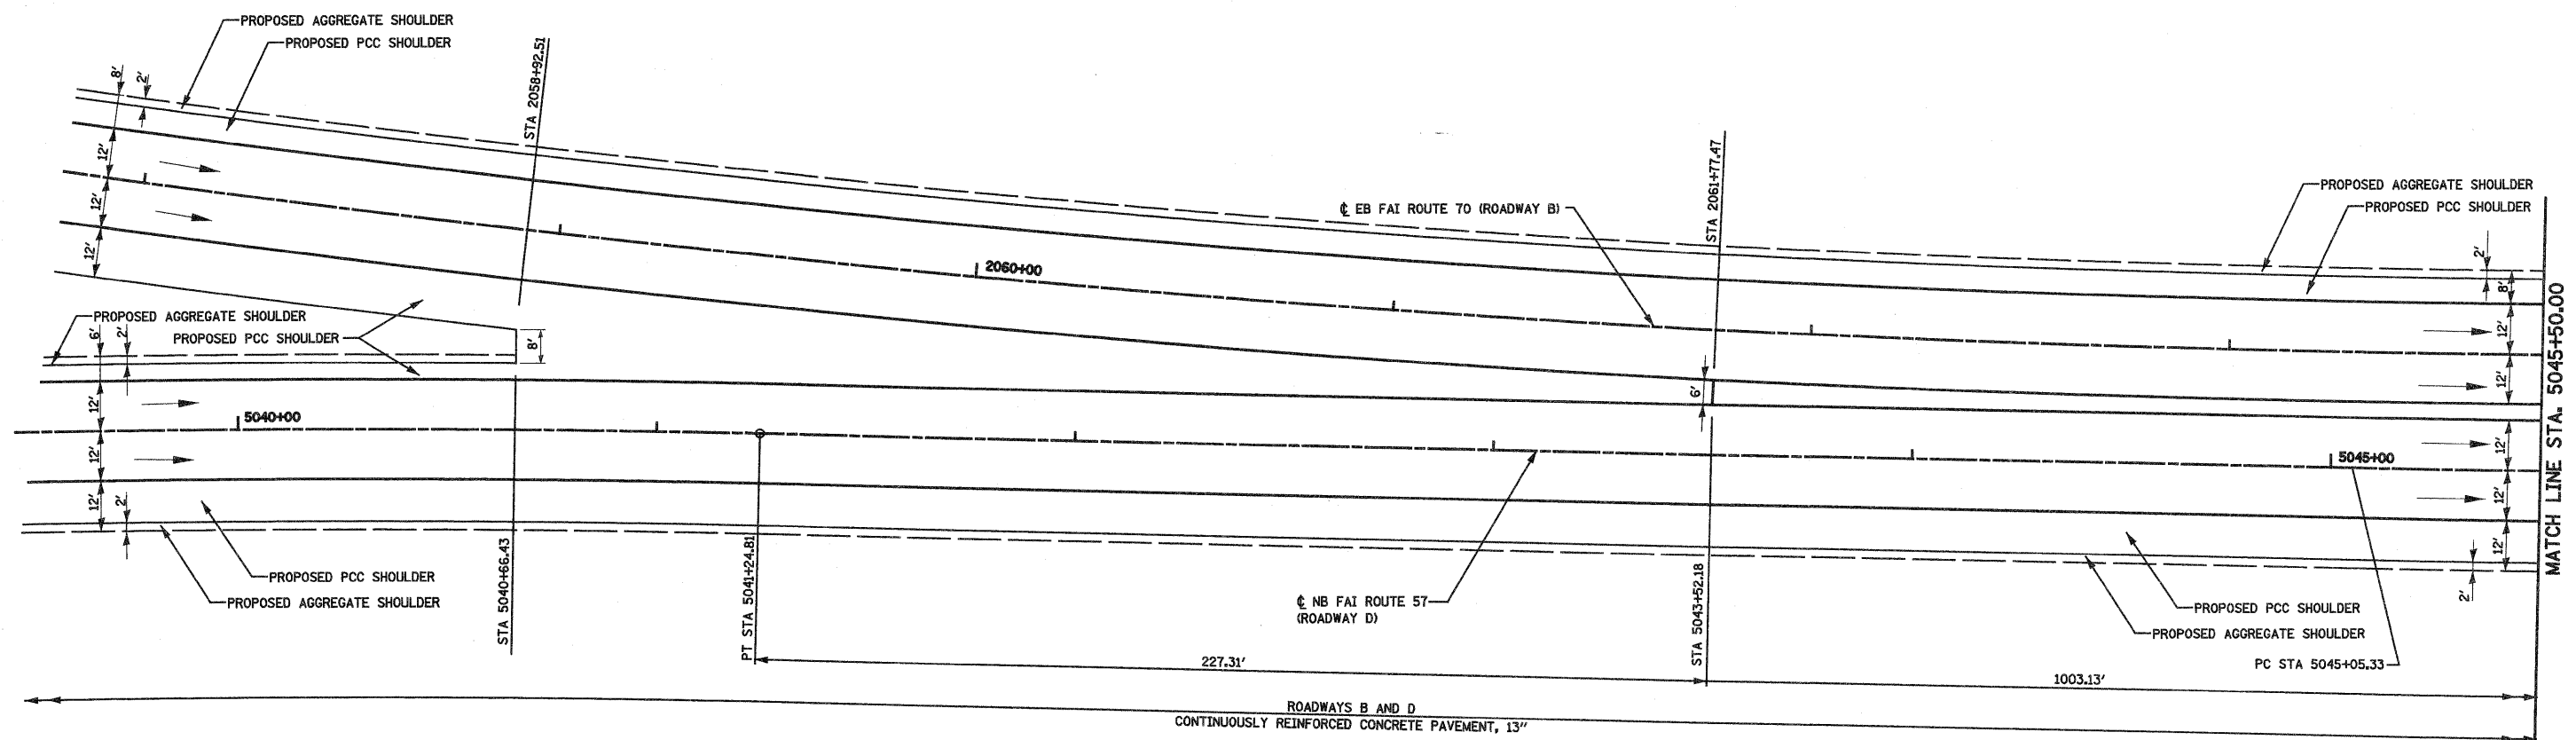 PROPOSED AGGREGATE SHOULDER
PROPOSED PCC SHOULDER
8'
2'
12'
12'
12'
STA 2058+92.51
2060+00
℄ EB FAI ROUTE 70 (ROADWAY B)
STA 2061+77.47
PROPOSED AGGREGATE SHOULDER
PROPOSED PCC SHOULDER
2'
8'
12'
12'
PROPOSED AGGREGATE SHOULDER
PROPOSED PCC SHOULDER
6'
2'
8'
12'
12'
12'
2'
5040+00
6'
5045+00
12'
12'
12'
2'
MATCH LINE STA. 5045+50.00
PROPOSED PCC SHOULDER
PROPOSED AGGREGATE SHOULDER
STA 5040+66.43
PT STA 5041+24.81
℄ NB FAI ROUTE 57
(ROADWAY D)
STA 5043+52.18
PROPOSED PCC SHOULDER
PROPOSED AGGREGATE SHOULDER
PC STA 5045+05.33
227.31'
1003.13'
ROADWAYS B AND D
CONTINUOUSLY REINFORCED CONCRETE PAVEMENT, 13"